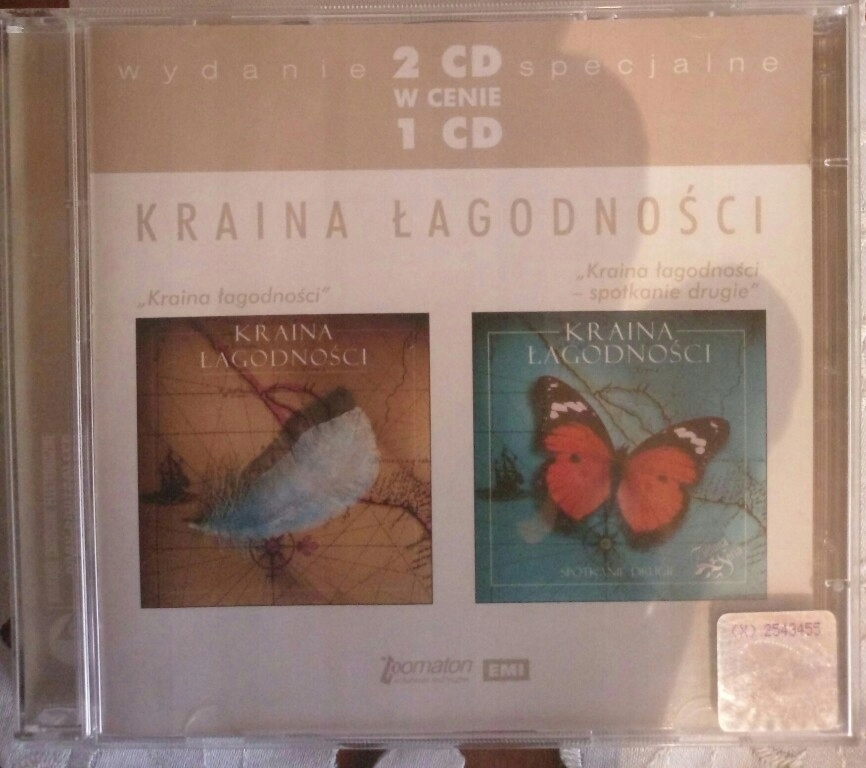 wydanie 2 CD specjalne
W CENIE
1 CD
KRAINA ŁAGODNOŚCI
„Kraina łagodności”
„Kraina łagodności
– spotkanie drugie”
KRAINA
ŁAGODNOŚCI
KRAINA
ŁAGODNOŚCI
SPOTKANIE DRUGIE
Pomaton EMI
(X) 2543455